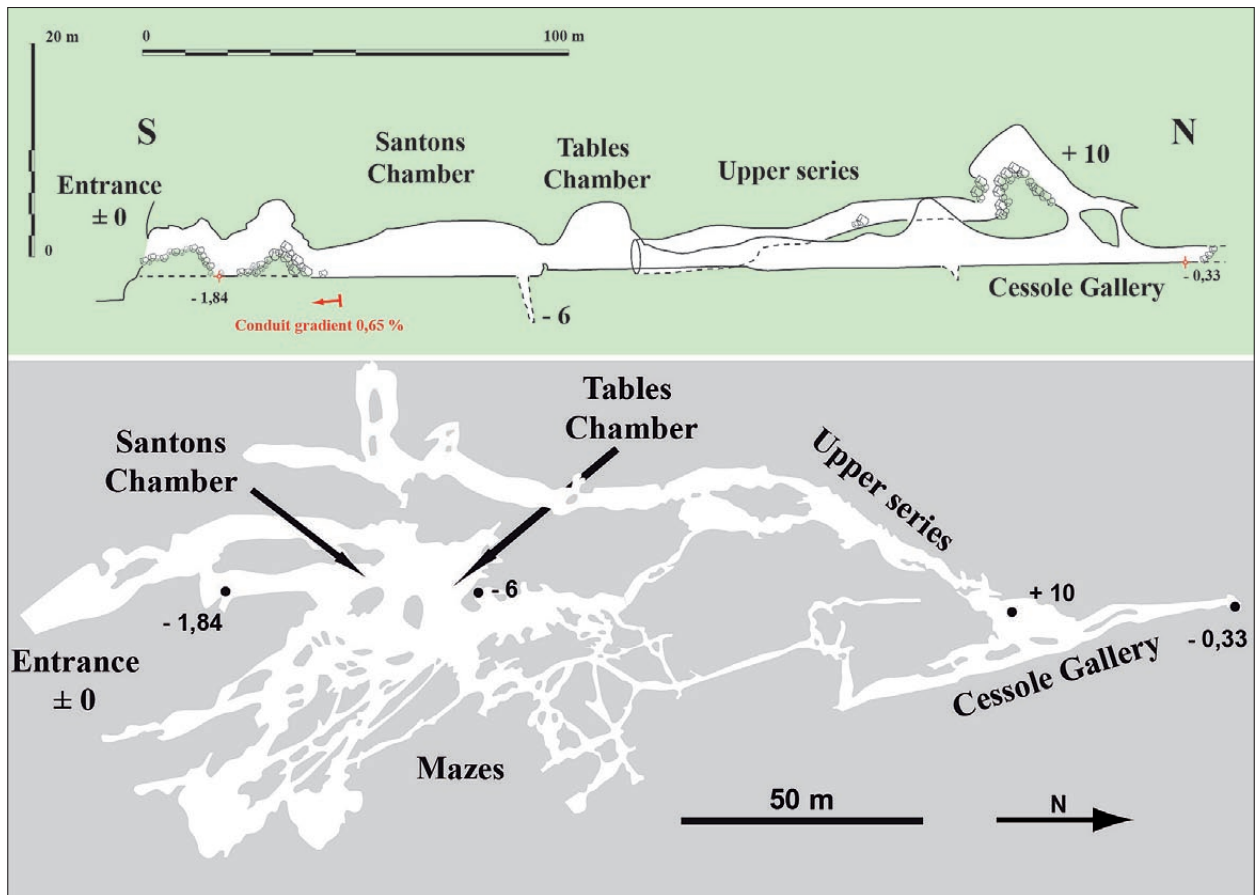 20 m
0
100 m
S
N
Santons
Chamber
Tables
Chamber
Upper series
+ 10
Entrance
± 0
0
- 1,84
- 6
Cessole Gallery
- 0,33
Conduit gradient 0,65 %
Tables
Chamber
Santons
Chamber
Upper series
- 6
+ 10
- 1,84
- 0,33
Entrance
± 0
Cessole Gallery
Mazes
50 m
N